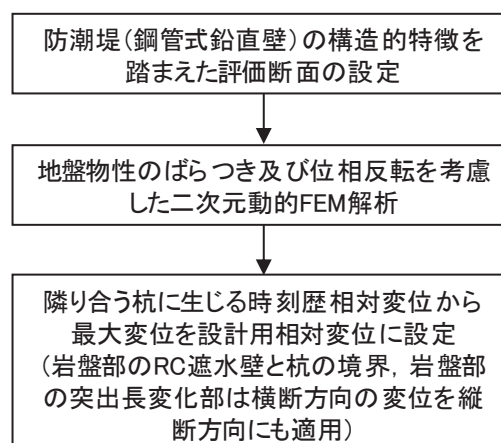 防潮堤(鋼管式鉛直壁)の構造的特徴を
踏まえた評価断面の設定
地盤物性のばらつき及び位相反転を考慮
した二次元動的FEM解析
隣り合う杭に生じる時刻歴相対変位から
最大変位を設計用相対変位に設定
(岩盤部のRC遮水壁と杭の境界，岩盤部
の突出長変化部は横断方向の変位を縦
断方向にも適用)